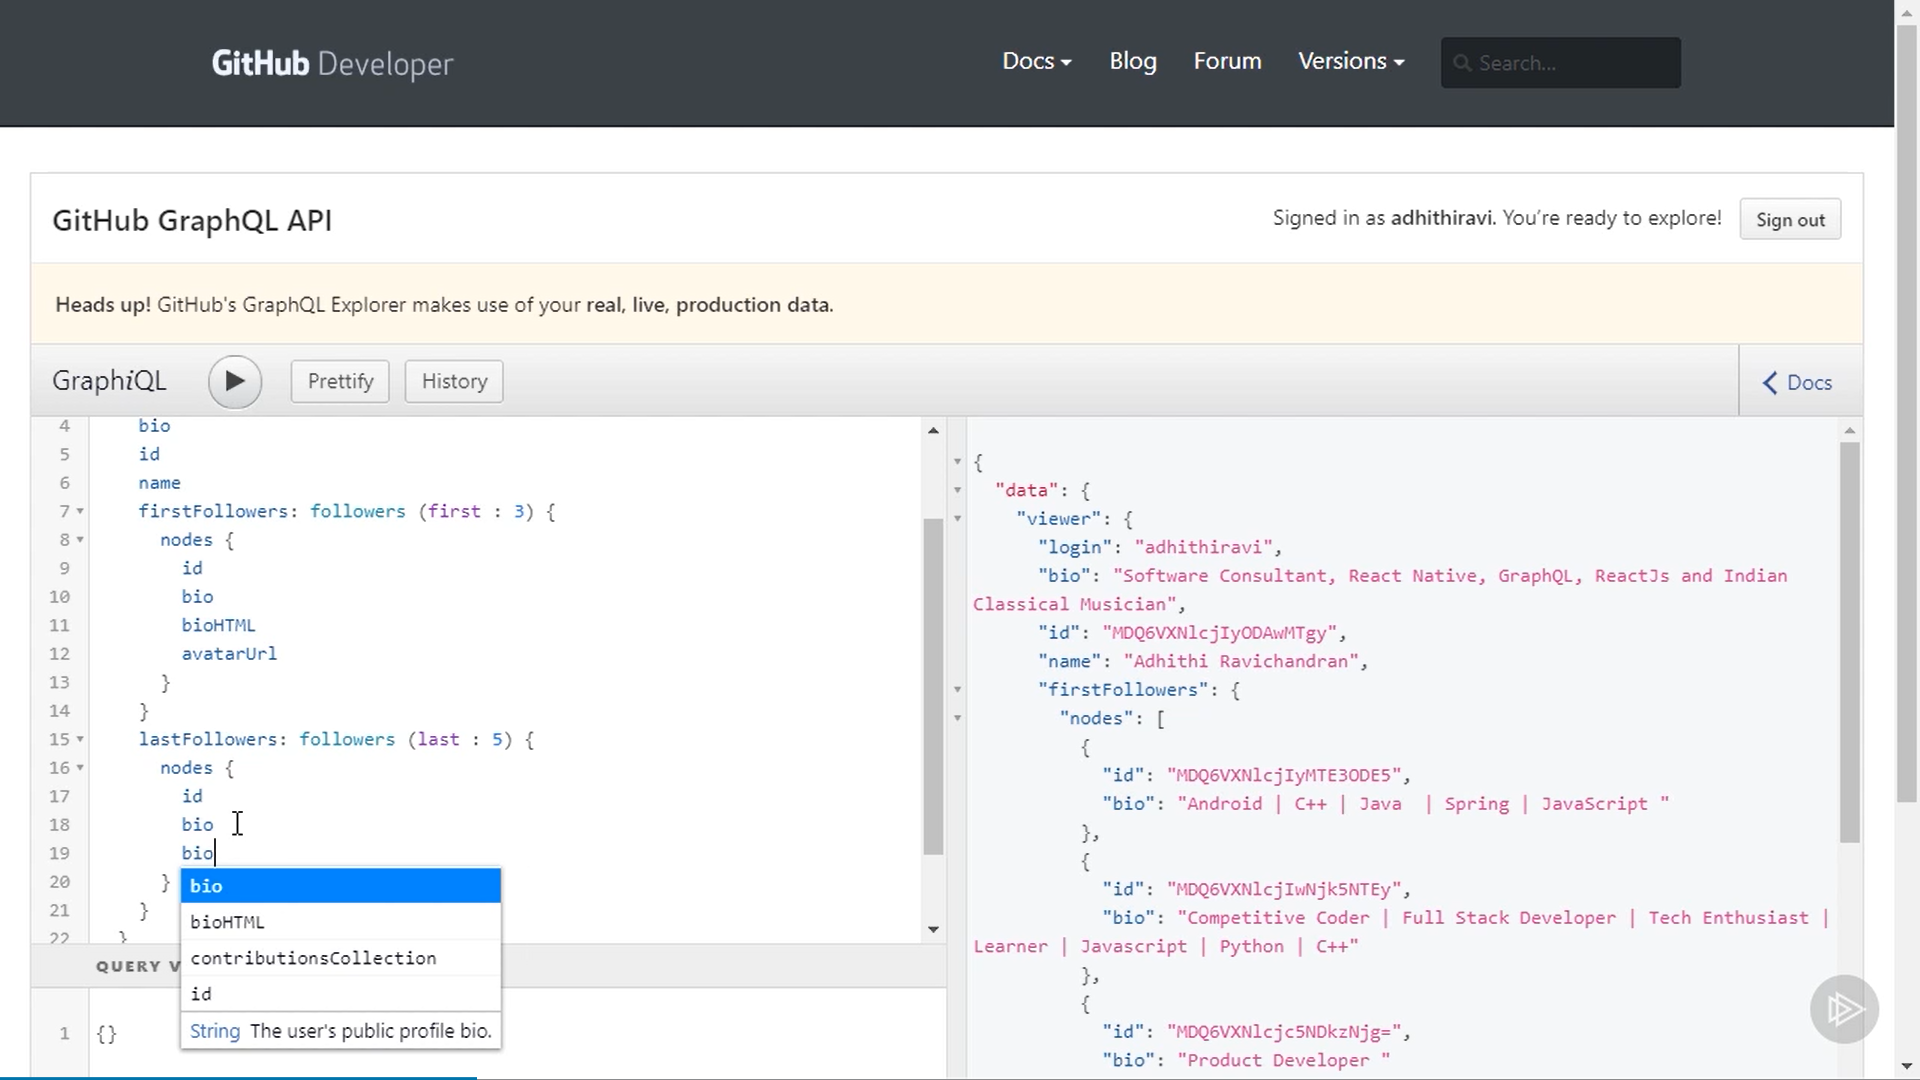 GitHub Developer
Docs Blog Forum Versions Search...
GitHub GraphQL API
Signed in as adhithiravi. You're ready to explore! Sign out
Heads up! GitHub's GraphQL Explorer makes use of your real, live, production data.
GraphiQL Prettify History Docs
4 bio
5 id
6 name
7 firstFollowers: followers (first : 3) {
8 nodes {
9 id
10 bio
11 bioHTML
12 avatarUrl
13 }
14 }
15 lastFollowers: followers (last : 5) {
16 nodes {
17 id
18 bio
19 bio
20 }
21 }
22 }
bio
bioHTML
contributionsCollection
id
String The user's public profile bio.
QUERY V
1 {}
{
"data": {
"viewer": {
"login": "adhithiravi",
"bio": "Software Consultant, React Native, GraphQL, ReactJs and Indian
Classical Musician",
"id": "MDQ6VXNlcjIyODAwMTgy",
"name": "Adhithi Ravichandran",
"firstFollowers": {
"nodes": [
{
"id": "MDQ6VXNlcjIyMTE3ODE5",
"bio": "Android | C++ | Java  | Spring | JavaScript "
},
{
"id": "MDQ6VXNlcjIwNjk5NTEy",
"bio": "Competitive Coder | Full Stack Developer | Tech Enthusiast |
Learner | Javascript | Python | C++"
},
{
"id": "MDQ6VXNlcjc5NDkzNjg=",
"bio": "Product Developer "